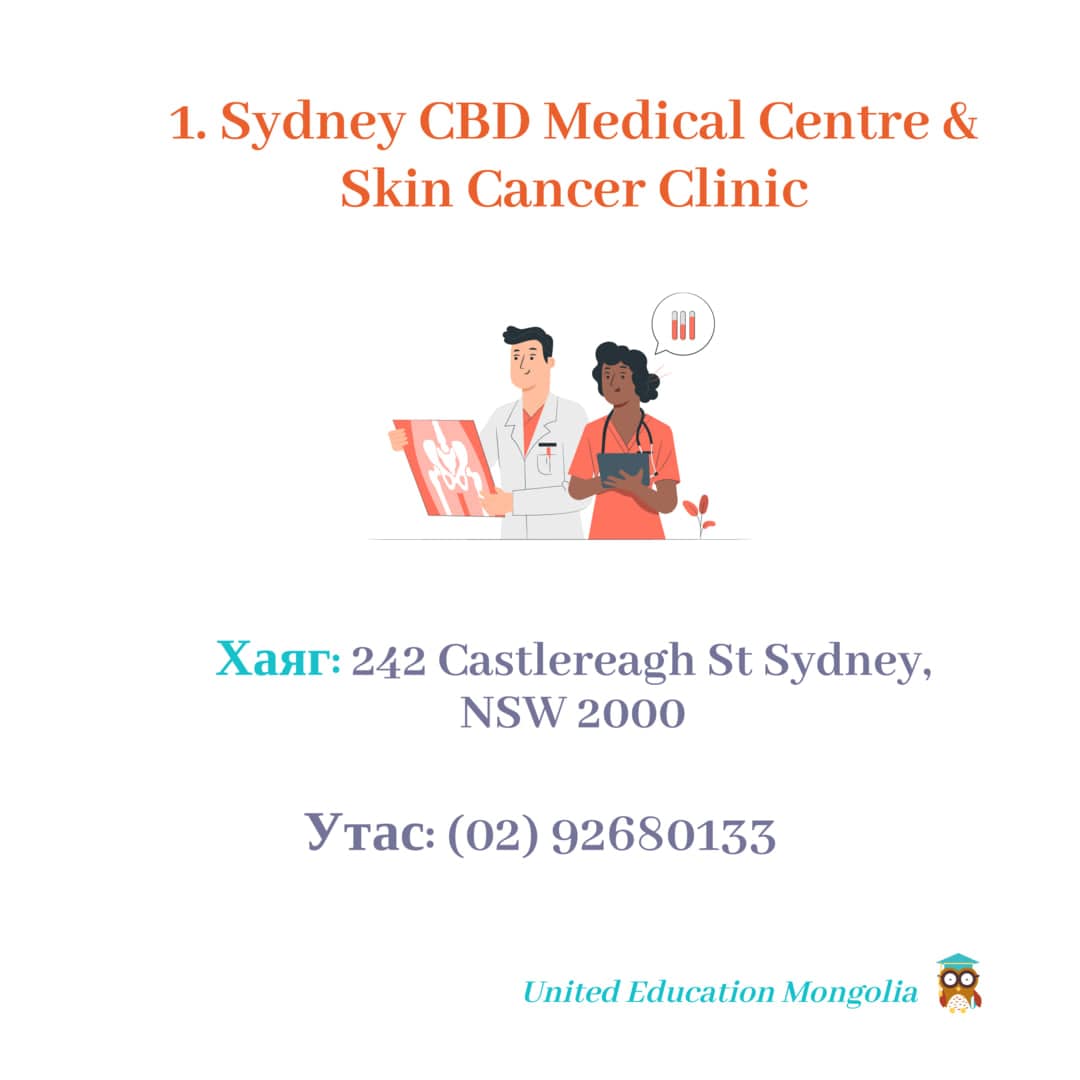 1. Sydney CBD Medical Centre &
Skin Cancer Clinic
Хаяг: 242 Castlereagh St Sydney,
NSW 2000
Утас: (02) 92680133
United Education Mongolia